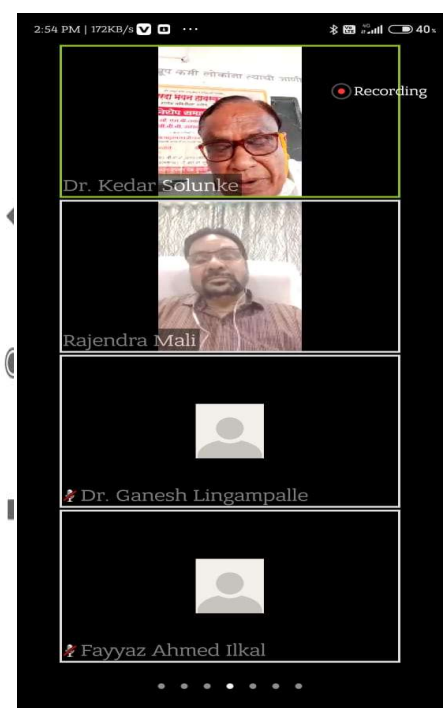 2:54 PM | 172KB/s
40%
Recording
Dr. Kedar Solunke
Rajendra Mali
Dr. Ganesh Lingampalle
Fayyaz Ahmed Ilkal